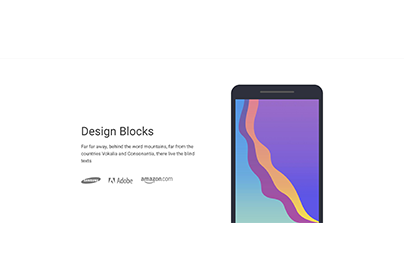 Design Blocks
Far far away, behind the word mountains, far from the
countries Vokalia and Consonantia, there live the blind
texts.
SAMSUNG Adobe amazon.com